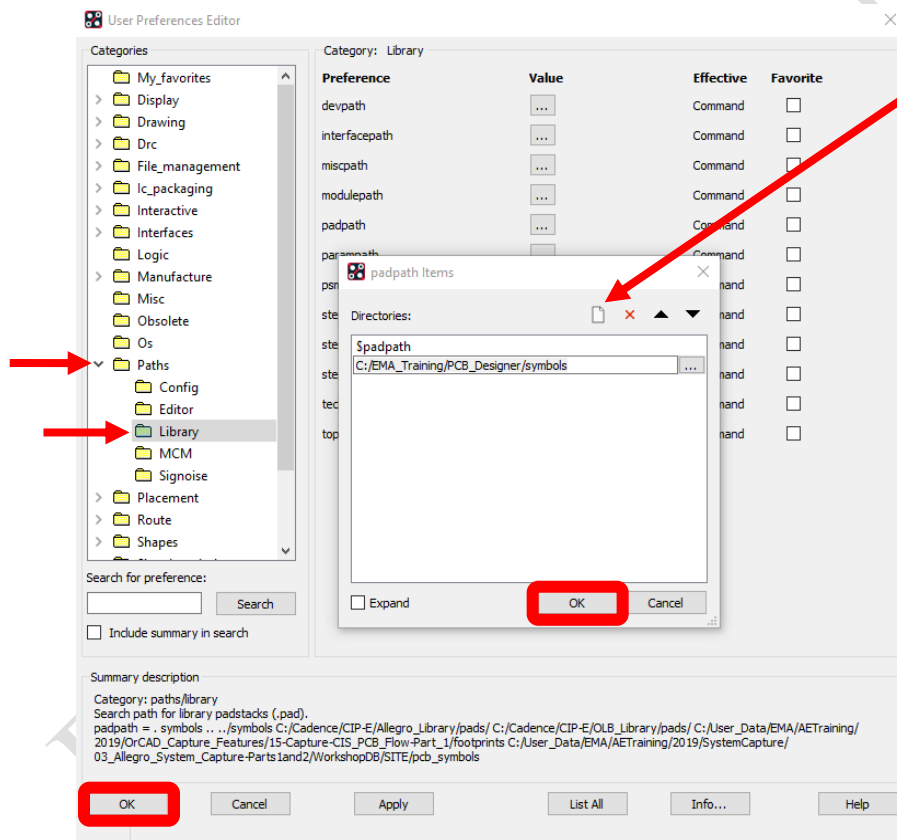 User Preferences Editor
Categories
My_favorites
Display
Drawing
Drc
File_management
Ic_packaging
Interactive
Interfaces
Logic
Manufacture
Misc
Obsolete
Os
Paths
Config
Editor
Library
MCM
Signoise
Placement
Route
Shapes
Search for preference:
Search
Include summary in search
Category: Library
Preference Value Effective Favorite
devpath ... Command
interfacepath ... Command
miscpath ... Command
modulepath ... Command
padpath ... Command
parampath Command
padpath Items
Directories:
$padpath
C:/EMA_Training/PCB_Designer/symbols ...
Expand OK Cancel
Summary description
Category: paths/library
Search path for library padstacks (.pad).
padpath = . symbols .. ../symbols C:/Cadence/CIP-E/Allegro_Library/pads/ C:/Cadence/CIP-E/OLB_Library/pads/ C:/User_Data/EMA/AETraining/
2019/OrCAD_Capture_Features/15-Capture-CIS_PCB_Flow-Part_1/footprints C:/User_Data/EMA/AETraining/2019/SystemCapture/
03_Allegro_System_Capture-Parts1and2/WorkshopDB/SITE/pcb_symbols
OK Cancel Apply List All Info... Help